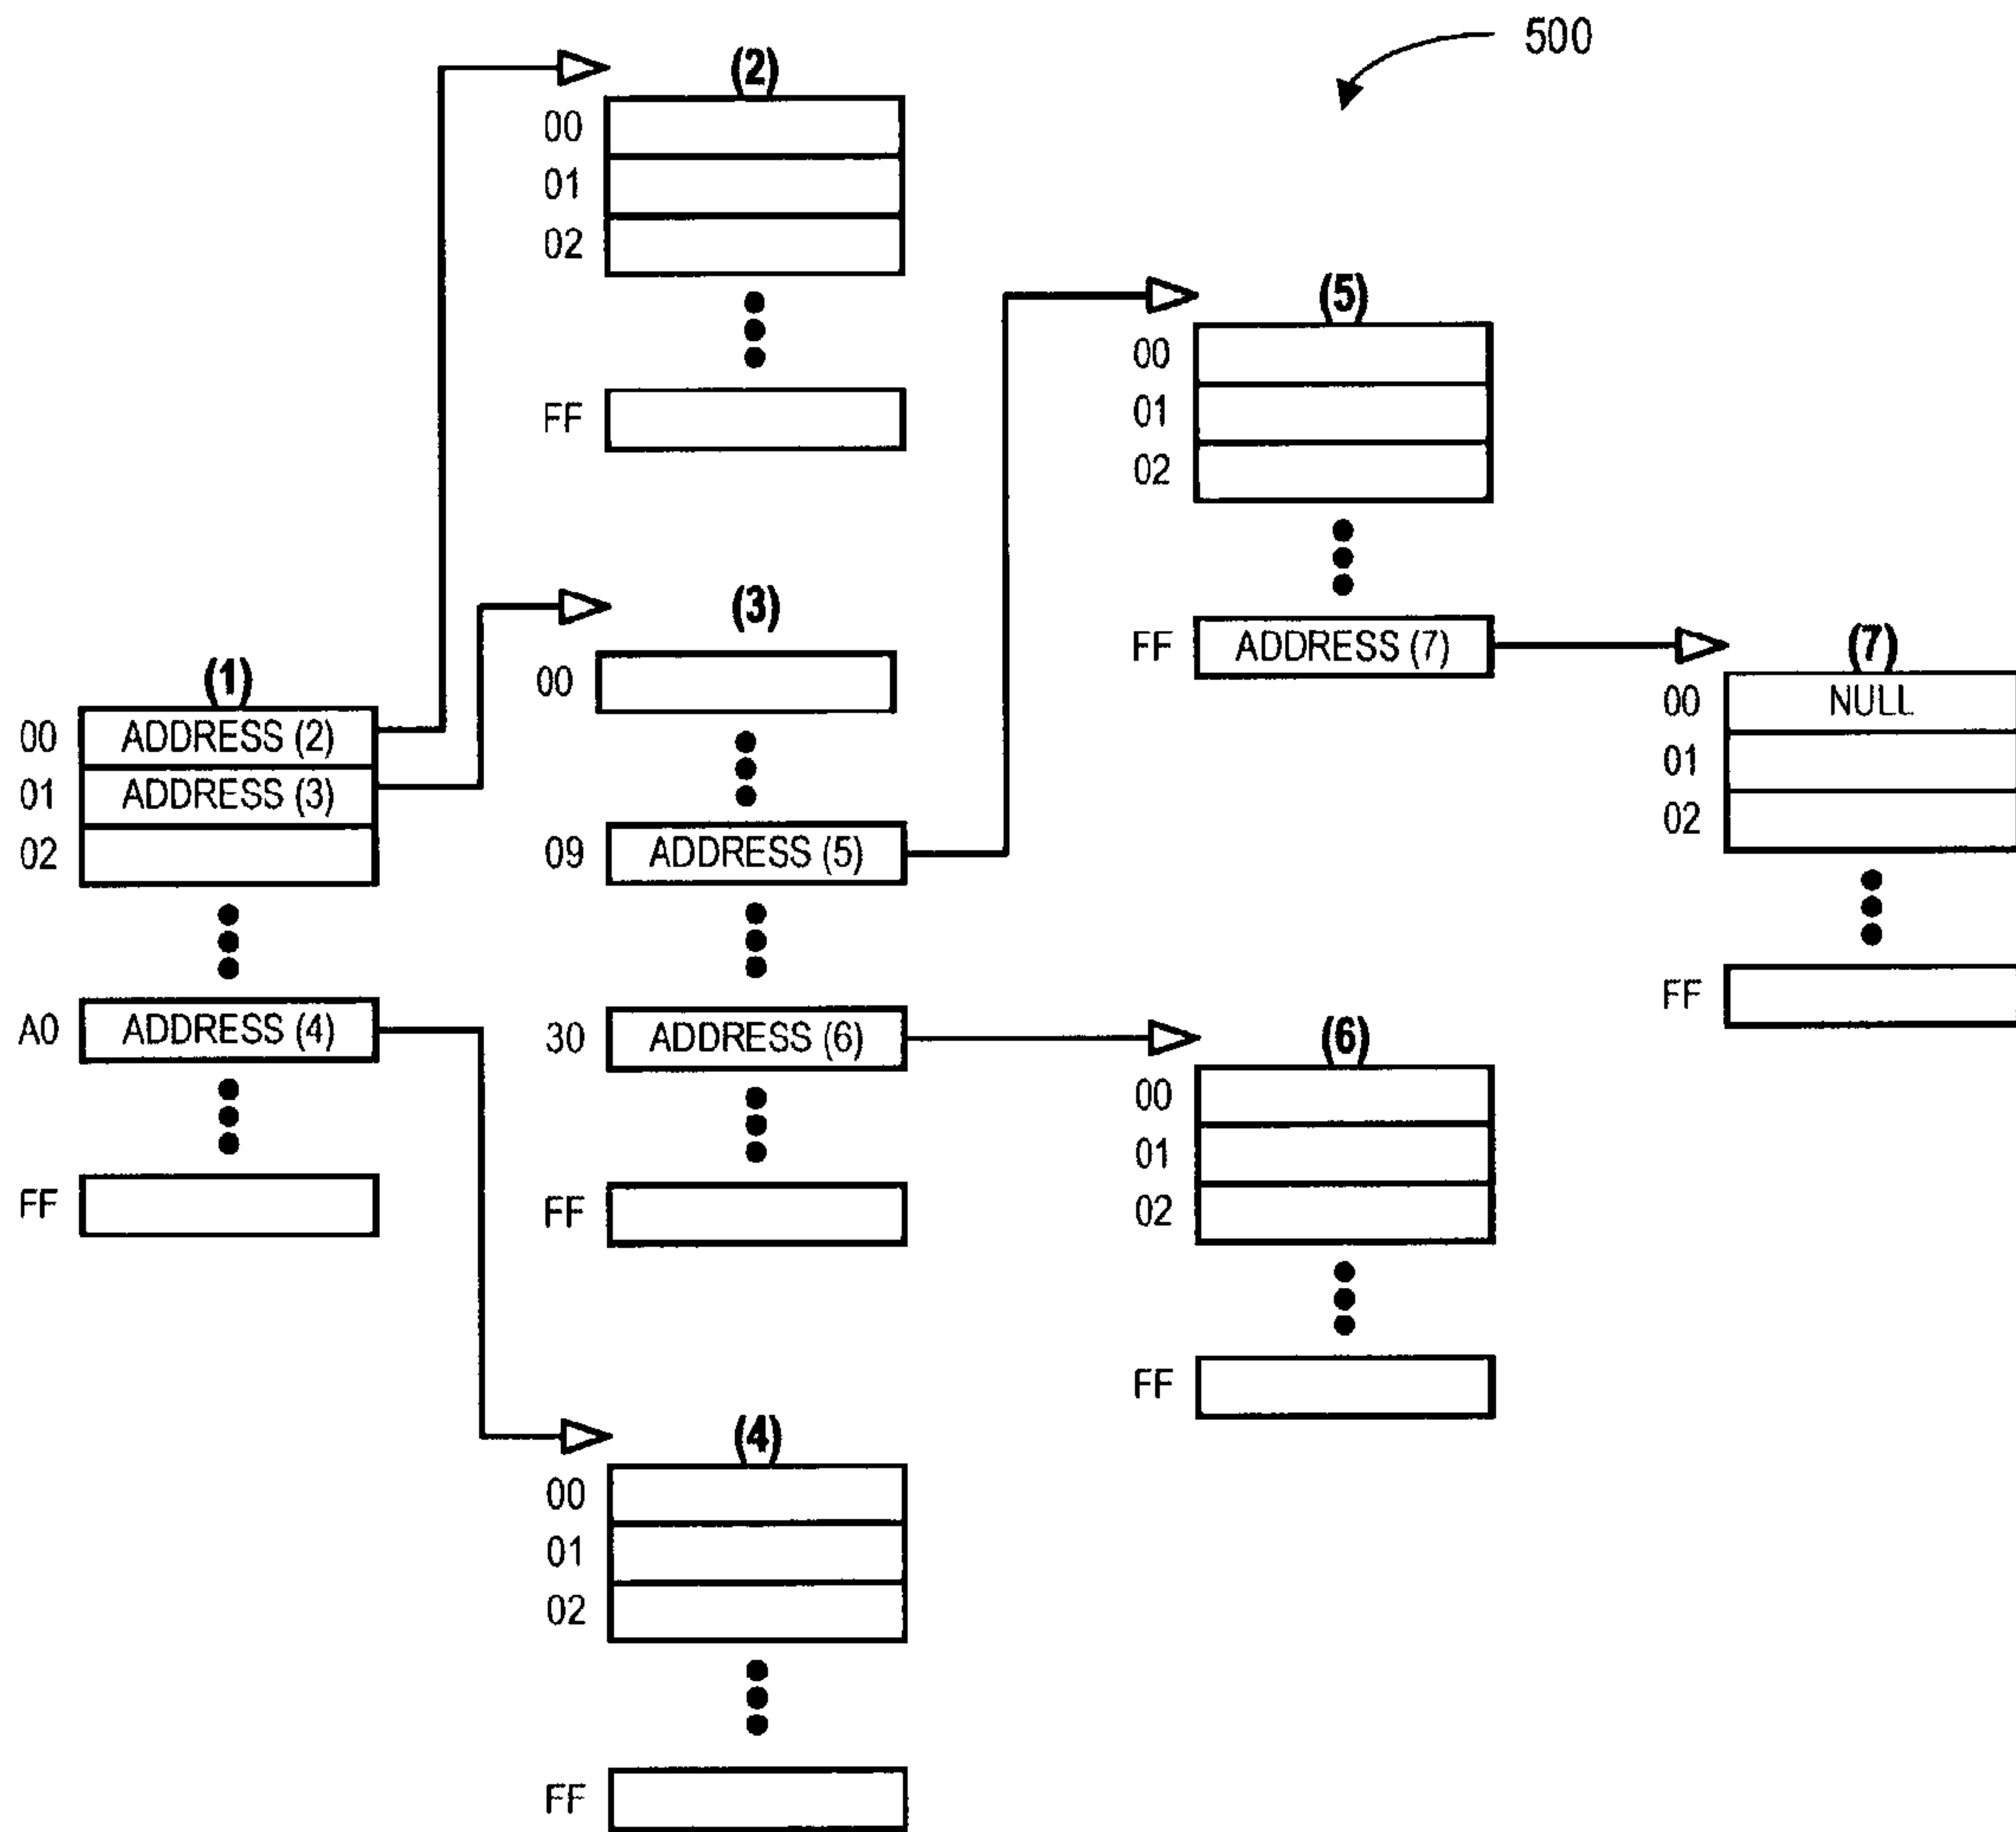 500
(2)
00
01
02
FF
(5)
00
01
02
FF ADDRESS (7)
(3)
00
09 ADDRESS (5)
30 ADDRESS (6)
FF
(1)
00 ADDRESS (2)
01 ADDRESS (3)
02
A0 ADDRESS (4)
FF
(7)
00 NULL
01
02
FF
(6)
00
01
02
FF
(4)
00
01
02
FF